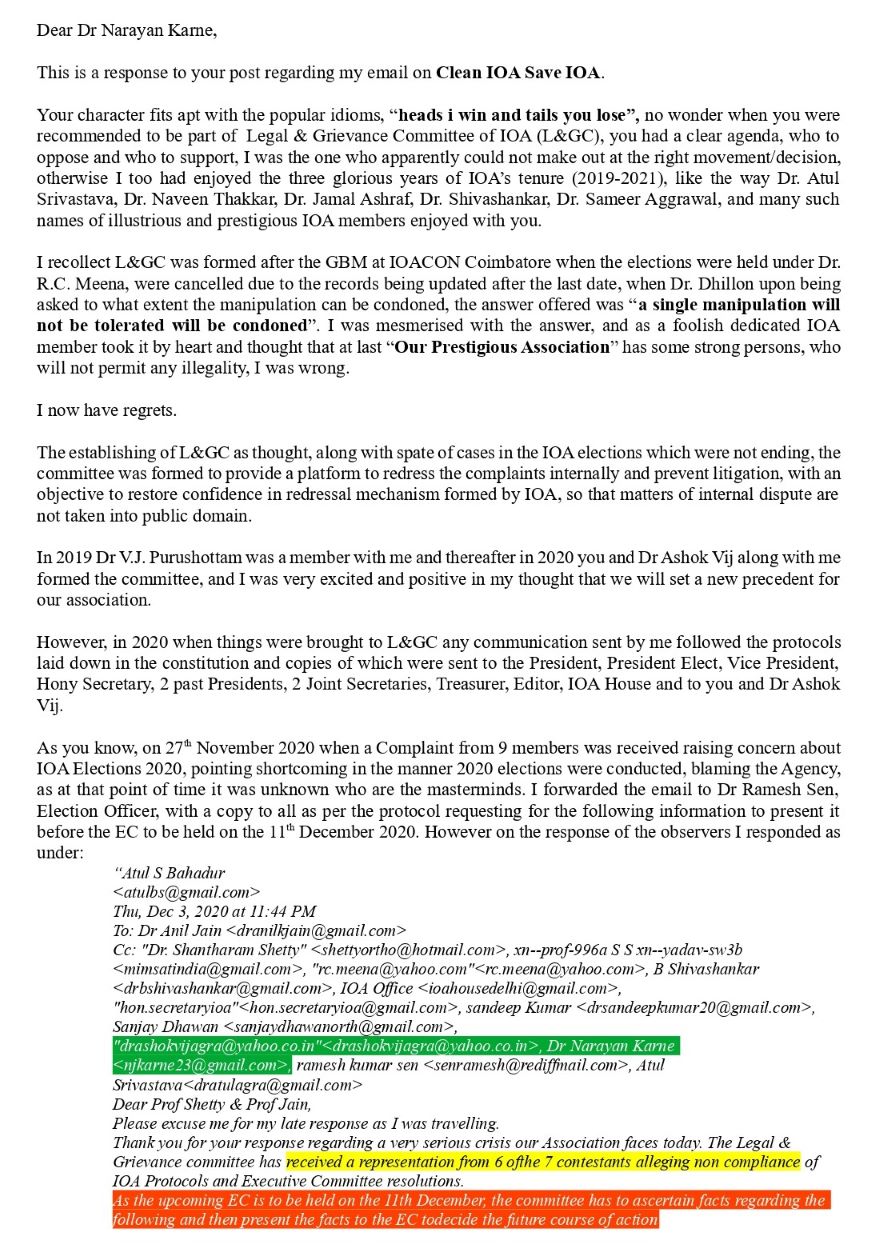 Dear Dr Narayan Karne,
This is a response to your post regarding my email on Clean IOA Save IOA.
Your character fits apt with the popular idioms, “heads i win and tails you lose”, no wonder when you were
recommended to be part of Legal & Grievance Committee of IOA (L&GC), you had a clear agenda, who to
oppose and who to support, I was the one who apparently could not make out at the right movement/decision,
otherwise I too had enjoyed the three glorious years of IOA’s tenure (2019-2021), like the way Dr. Atul
Srivastava, Dr. Naveen Thakkar, Dr. Jamal Ashraf, Dr. Shivashankar, Dr. Sameer Aggrawal, and many such
names of illustrious and prestigious IOA members enjoyed with you.
I recollect L&GC was formed after the GBM at IOACON Coimbatore when the elections were held under Dr.
R.C. Meena, were cancelled due to the records being updated after the last date, when Dr. Dhillon upon being
asked to what extent the manipulation can be condoned, the answer offered was “a single manipulation will
not be tolerated will be condoned”. I was mesmerised with the answer, and as a foolish dedicated IOA
member took it by heart and thought that at last “Our Prestigious Association” has some strong persons, who
will not permit any illegality, I was wrong.
I now have regrets.
The establishing of L&GC as thought, along with spate of cases in the IOA elections which were not ending, the
committee was formed to provide a platform to redress the complaints internally and prevent litigation, with an
objective to restore confidence in redressal mechanism formed by IOA, so that matters of internal dispute are
not taken into public domain.
In 2019 Dr V.J. Purushottam was a member with me and thereafter in 2020 you and Dr Ashok Vij along with me
formed the committee, and I was very excited and positive in my thought that we will set a new precedent for
our association.
However, in 2020 when things were brought to L&GC any communication sent by me followed the protocols
laid down in the constitution and copies of which were sent to the President, President Elect, Vice President,
Hony Secretary, 2 past Presidents, 2 Joint Secretaries, Treasurer, Editor, IOA House and to you and Dr Ashok
Vij.
As you know, on 27th November 2020 when a Complaint from 9 members was received raising concern about
IOA Elections 2020, pointing shortcoming in the manner 2020 elections were conducted, blaming the Agency,
as at that point of time it was unknown who are the masterminds. I forwarded the email to Dr Ramesh Sen,
Election Officer, with a copy to all as per the protocol requesting for the following information to present it
before the EC to be held on the 11th December 2020. However on the response of the observers I responded as
under:
“Atul S Bahadur
<atulbs@gmail.com>
Thu, Dec 3, 2020 at 11:44 PM
To: Dr Anil Jain <dranilkjain@gmail.com>
Cc: "Dr. Shantharam Shetty" <shettyortho@hotmail.com>, xn--prof-996a S S xn--yadav-sw3b
<mimsatindia@gmail.com>, "rc.meena@yahoo.com"<rc.meena@yahoo.com>, B Shivashankar
<drbshivashankar@gmail.com>, IOA Office <ioahousedelhi@gmail.com>,
"hon.secretaryioa"<hon.secretaryioa@gmail.com>, sandeep Kumar <drsandeepkumar20@gmail.com>,
Sanjay Dhawan <sanjaydhawanorth@gmail.com>,
"drashokvijagra@yahoo.co.in"<drashokvijagra@yahoo.co.in>, Dr Narayan Karne
<njkarne23@gmail.com>, ramesh kumar sen <senramesh@rediffmail.com>, Atul
Srivastava<dratulagra@gmail.com>
Dear Prof Shetty & Prof Jain,
Please excuse me for my late response as I was travelling.
Thank you for your response regarding a very serious crisis our Association faces today. The Legal &
Grievance committee has received a representation from 6 ofthe 7 contestants alleging non compliance of
IOA Protocols and Executive Committee resolutions.
As the upcoming EC is to be held on the 11th December, the committee has to ascertain facts regarding the
following and then present the facts to the EC todecide the future course of action